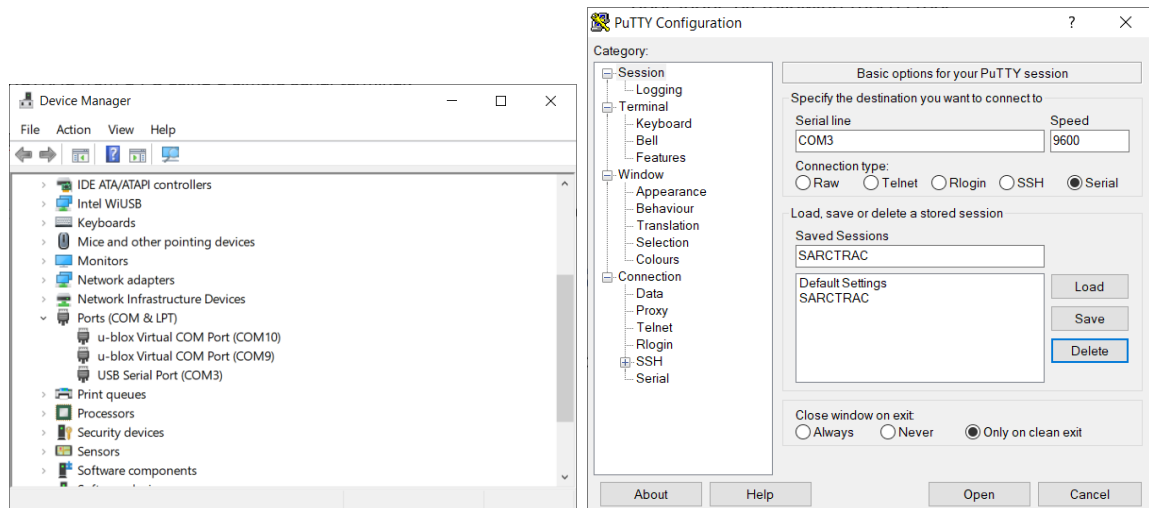 Device Manager
File Action View Help
IDE ATA/ATAPI controllers
Intel WiUSB
Keyboards
Mice and other pointing devices
Monitors
Network adapters
Network Infrastructure Devices
Ports (COM & LPT)
u-blox Virtual COM Port (COM10)
u-blox Virtual COM Port (COM9)
USB Serial Port (COM3)
Print queues
Processors
Security devices
Sensors
Software components
PuTTY Configuration
Category:
Session
Logging
Terminal
Keyboard
Bell
Features
Window
Appearance
Behaviour
Translation
Selection
Colours
Connection
Data
Proxy
Telnet
Rlogin
SSH
Serial
Basic options for your PuTTY session
Specify the destination you want to connect to
Serial line Speed
COM3 9600
Connection type:
Raw Telnet Rlogin SSH Serial
Load, save or delete a stored session
Saved Sessions
SARCTRAC
Default Settings
SARCTRAC
Load
Save
Delete
Close window on exit:
Always Never Only on clean exit
About Help Open Cancel